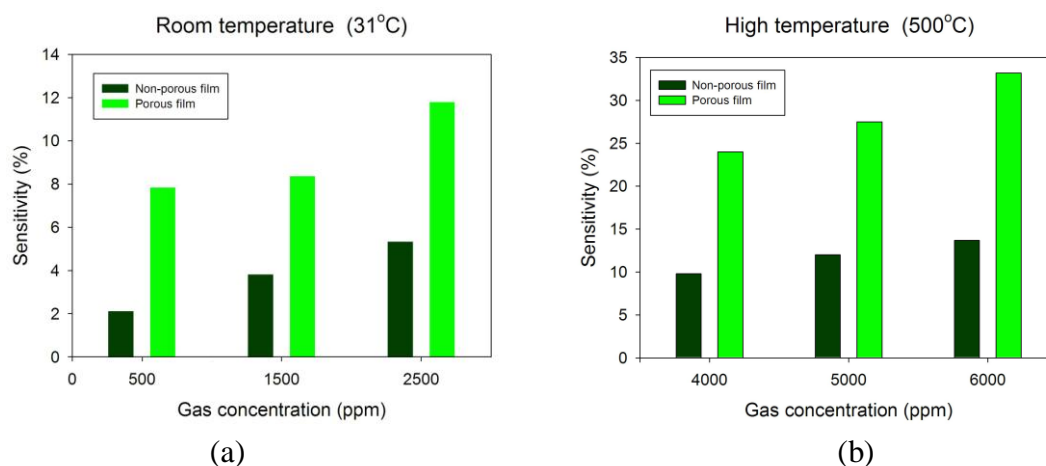 Room temperature (31°C)
14
12
10
8
6
4
2
0
Sensitivity (%)
Non-porous film
Porous film
0 500 1500 2500
Gas concentration (ppm)
(a)
High temperature (500°C)
35
30
25
20
15
10
5
0
Sensitivity (%)
Non-porous film
Porous film
4000 5000 6000
Gas concentration (ppm)
(b)